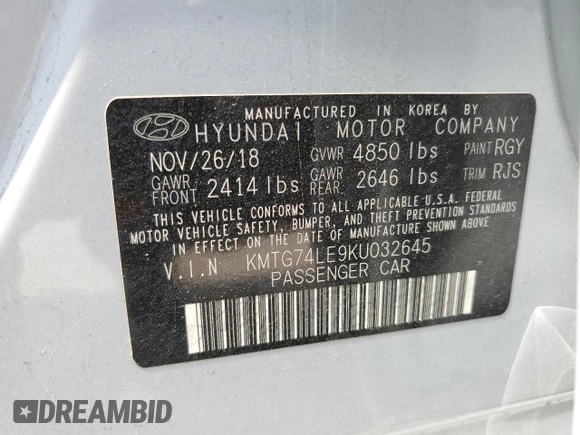 MANUFACTURED IN KOREA BY
HYUNDAI MOTOR COMPANY
NOV/26/18 GVWR 4850 lbs PAINT RGY
GAWR FRONT 2414 lbs GAWR REAR 2646 lbs TRIM RJS
THIS VEHICLE CONFORMS TO ALL APPLICABLE U.S.A. FEDERAL
MOTOR VEHICLE SAFETY, BUMPER, AND THEFT PREVENTION STANDARDS
IN EFFECT ON THE DATE OF MANUFACTURE SHOWN ABOVE.
V.I.N KMTG74LE9KU032645
PASSENGER CAR
DREAMBID